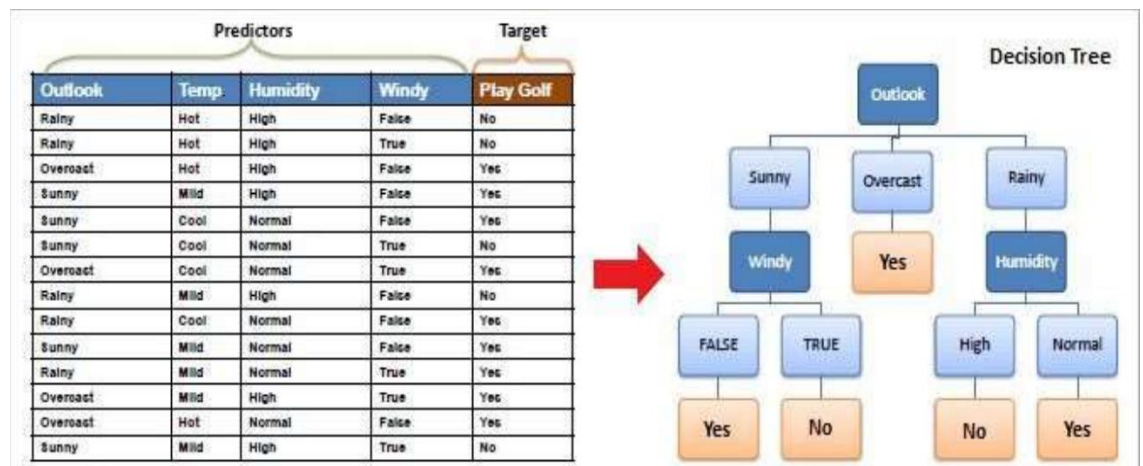 Predictors Target
Outlook Temp Humidity Windy Play Golf
Rainy Hot High False No
Rainy Hot High True No
Overcast Hot High False Yes
Sunny Mild High False Yes
Sunny Cool Normal False Yes
Sunny Cool Normal True No
Overcast Cool Normal True Yes
Rainy Mild High False No
Rainy Cool Normal False Yes
Sunny Mild Normal False Yes
Rainy Mild Normal True Yes
Overcast Mild High True Yes
Overcast Hot Normal False Yes
Sunny Mild High True No
Decision Tree
Outlook
Sunny Overcast Rainy
Windy Yes Humidity
FALSE TRUE High Normal
Yes No No Yes